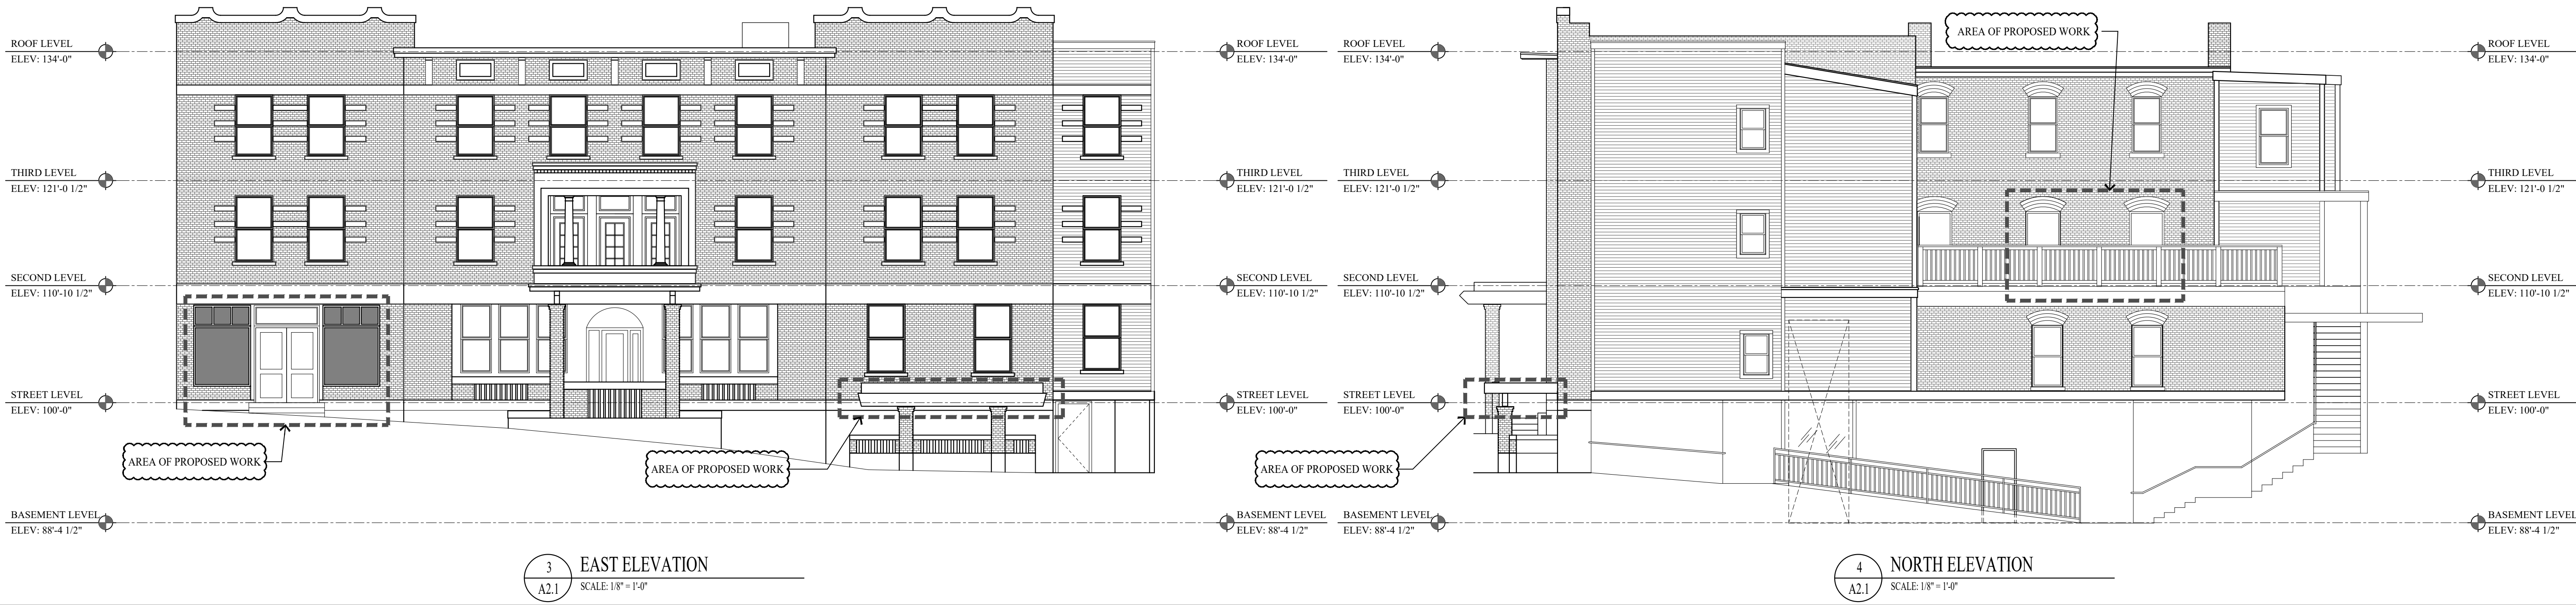 ROOF LEVEL
ELEV: 134'-0"
THIRD LEVEL
ELEV: 121'-0 1/2"
SECOND LEVEL
ELEV: 110'-10 1/2"
STREET LEVEL
ELEV: 100'-0"
BASEMENT LEVEL
ELEV: 88'-4 1/2"
AREA OF PROPOSED WORK
AREA OF PROPOSED WORK
ROOF LEVEL
ELEV: 134'-0"
THIRD LEVEL
ELEV: 121'-0 1/2"
SECOND LEVEL
ELEV: 110'-10 1/2"
STREET LEVEL
ELEV: 100'-0"
BASEMENT LEVEL
ELEV: 88'-4 1/2"
3
A2.1
EAST ELEVATION
SCALE: 1/8" = 1'-0"
ROOF LEVEL
ELEV: 134'-0"
THIRD LEVEL
ELEV: 121'-0 1/2"
SECOND LEVEL
ELEV: 110'-10 1/2"
STREET LEVEL
ELEV: 100'-0"
BASEMENT LEVEL
ELEV: 88'-4 1/2"
AREA OF PROPOSED WORK
AREA OF PROPOSED WORK
ROOF LEVEL
ELEV: 134'-0"
THIRD LEVEL
ELEV: 121'-0 1/2"
SECOND LEVEL
ELEV: 110'-10 1/2"
STREET LEVEL
ELEV: 100'-0"
BASEMENT LEVEL
ELEV: 88'-4 1/2"
4
A2.1
NORTH ELEVATION
SCALE: 1/8" = 1'-0"